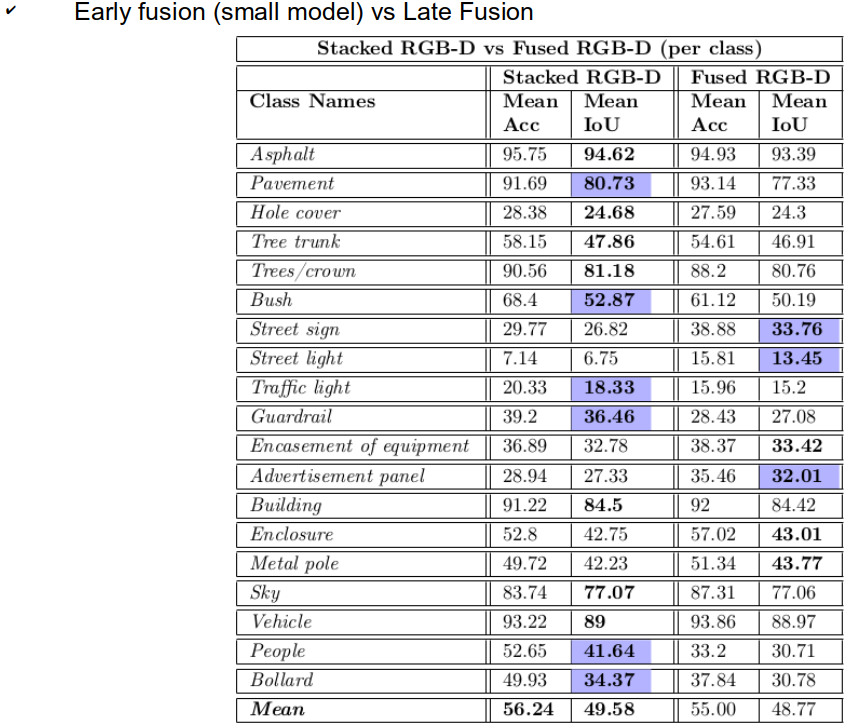 ✔ Early fusion (small model) vs Late Fusion
Stacked RGB-D vs Fused RGB-D (per class)
Stacked RGB-D Fused RGB-D
Class Names Mean Acc Mean IoU Mean Acc Mean IoU
Asphalt 95.75 94.62 94.93 93.39
Pavement 91.69 80.73 93.14 77.33
Hole cover 28.38 24.68 27.59 24.3
Tree trunk 58.15 47.86 54.61 46.91
Trees/crown 90.56 81.18 88.2 80.76
Bush 68.4 52.87 61.12 50.19
Street sign 29.77 26.82 38.88 33.76
Street light 7.14 6.75 15.81 13.45
Traffic light 20.33 18.33 15.96 15.2
Guardrail 39.2 36.46 28.43 27.08
Encasement of equipment 36.89 32.78 38.37 33.42
Advertisement panel 28.94 27.33 35.46 32.01
Building 91.22 84.5 92 84.42
Enclosure 52.8 42.75 57.02 43.01
Metal pole 49.72 42.23 51.34 43.77
Sky 83.74 77.07 87.31 77.06
Vehicle 93.22 89 93.86 88.97
People 52.65 41.64 33.2 30.71
Bollard 49.93 34.37 37.84 30.78
Mean 56.24 49.58 55.00 48.77